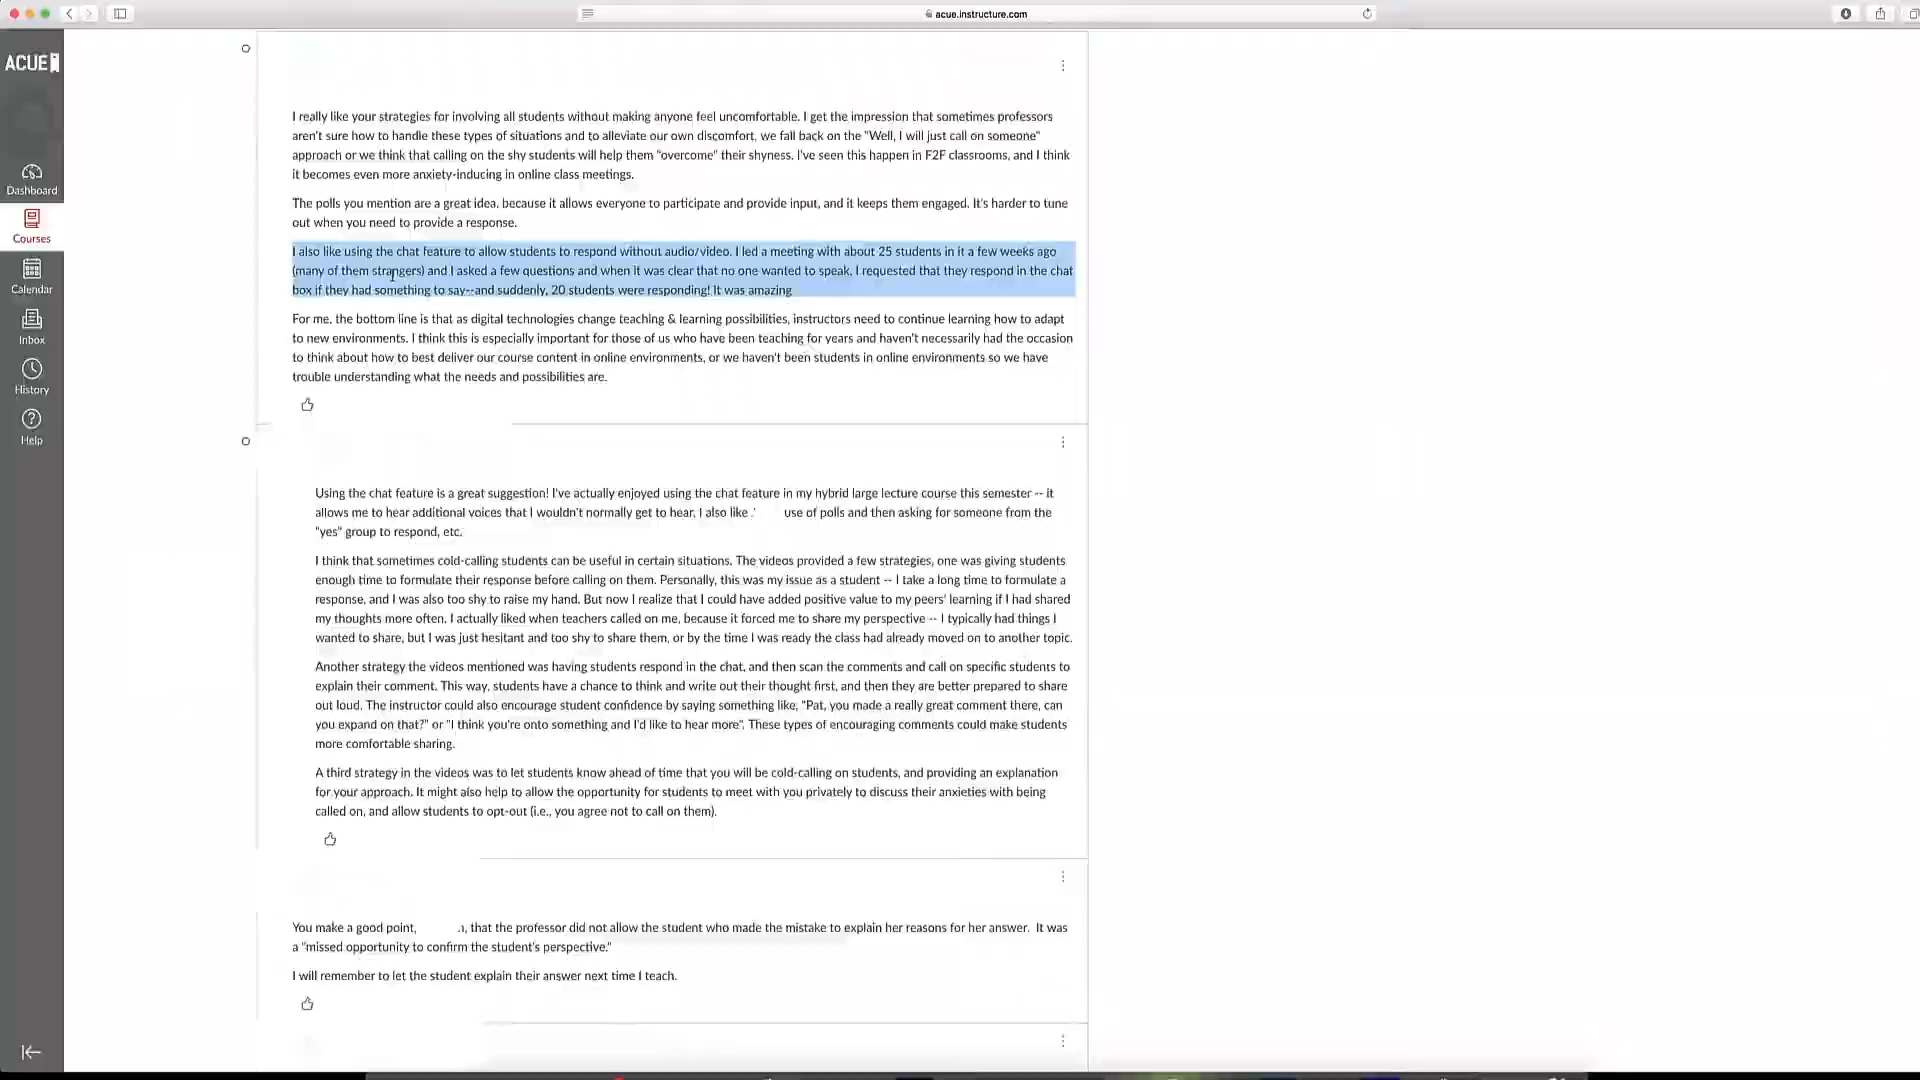 acue.instructure.com
ACUE
Dashboard
Courses
Calendar
Inbox
History
Help
I really like your strategies for involving all students without making anyone feel uncomfortable. I get the impression that sometimes professors
aren't sure how to handle these types of situations and to alleviate our own discomfort, we fall back on the "Well, I will just call on someone"
approach or we think that calling on the shy students will help them "overcome" their shyness. I've seen this happen in F2F classrooms, and I think
it becomes even more anxiety-inducing in online class meetings.
The polls you mention are a great idea, because it allows everyone to participate and provide input, and it keeps them engaged. It's harder to tune
out when you need to provide a response.
I also like using the chat feature to allow students to respond without audio/video. I led a meeting with about 25 students in it a few weeks ago
(many of them strangers) and I asked a few questions and when it was clear that no one wanted to speak, I requested that they respond in the chat
box if they had something to say--and suddenly, 20 students were responding! It was amazing
For me, the bottom line is that as digital technologies change teaching & learning possibilities, instructors need to continue learning how to adapt
to new environments. I think this is especially important for those of us who have been teaching for years and haven't necessarily had the occasion
to think about how to best deliver our course content in online environments, or we haven't been students in online environments so we have
trouble understanding what the needs and possibilities are.
Using the chat feature is a great suggestion! I've actually enjoyed using the chat feature in my hybrid large lecture course this semester -- it
allows me to hear additional voices that I wouldn't normally get to hear. I also like use of polls and then asking for someone from the
"yes" group to respond, etc.
I think that sometimes cold-calling students can be useful in certain situations. The videos provided a few strategies, one was giving students
enough time to formulate their response before calling on them. Personally, this was my issue as a student -- I take a long time to formulate a
response, and I was also too shy to raise my hand. But now I realize that I could have added positive value to my peers' learning if I had shared
my thoughts more often. I actually liked when teachers called on me, because it forced me to share my perspective -- I typically had things I
wanted to share, but I was just hesitant and too shy to share them, or by the time I was ready the class had already moved on to another topic.
Another strategy the videos mentioned was having students respond in the chat, and then scan the comments and call on specific students to
explain their comment. This way, students have a chance to think and write out their thought first, and then they are better prepared to share
out loud. The instructor could also encourage student confidence by saying something like, "Pat, you made a really great comment there, can
you expand on that?" or "I think you're onto something and I'd like to hear more". These types of encouraging comments could make students
more comfortable sharing.
A third strategy in the videos was to let students know ahead of time that you will be cold-calling on students, and providing an explanation
for your approach. It might also help to allow the opportunity for students to meet with you privately to discuss their anxieties with being
called on, and allow students to opt-out (i.e., you agree not to call on them).
You make a good point, , that the professor did not allow the student who made the mistake to explain her reasons for her answer. It was
a "missed opportunity to confirm the student's perspective."
I will remember to let the student explain their answer next time I teach.